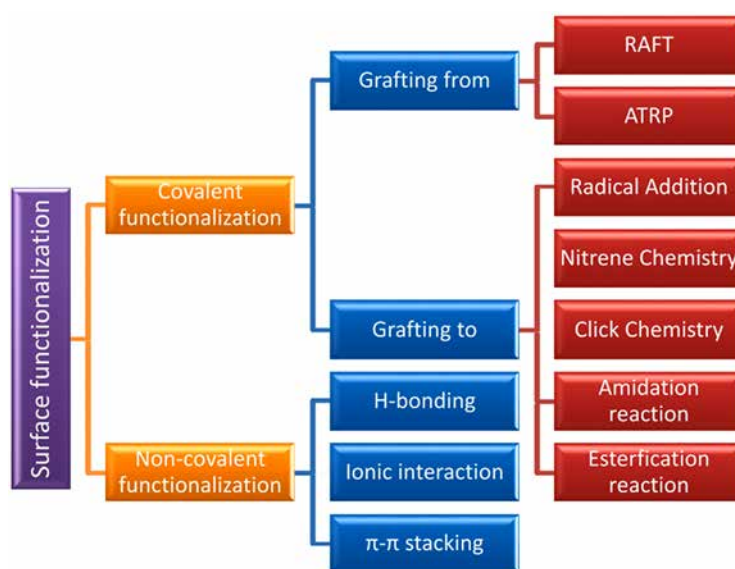 Surface functionalization
Covalent
functionalization
Non-covalent
functionalization
Grafting from
Grafting to
H-bonding
Ionic interaction
π-π stacking
RAFT
ATRP
Radical Addition
Nitrene Chemistry
Click Chemistry
Amidation
reaction
Esterfication
reaction